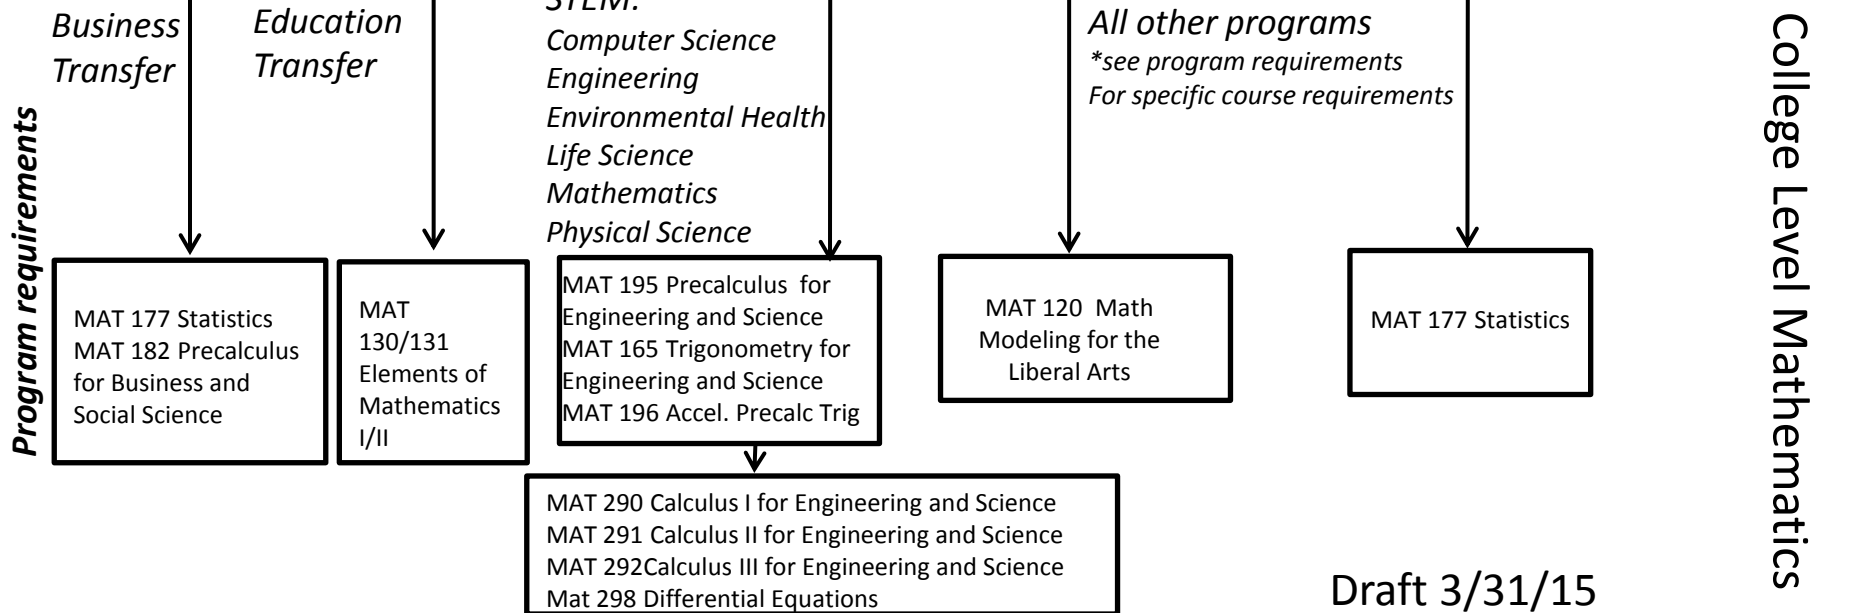 Program requirements
Business
Transfer
Education
Transfer
STEM:
Computer Science
Engineering
Environmental Health
Life Science
Mathematics
Physical Science
All other programs
*see program requirements
For specific course requirements
College Level Mathematics
MAT 177 Statistics
MAT 182 Precalculus
for Business and
Social Science
MAT
130/131
Elements of
Mathematics
I/II
MAT 195 Precalculus for
Engineering and Science
MAT 165 Trigonometry for
Engineering and Science
MAT 196 Accel. Precalc Trig
MAT 120 Math
Modeling for the
Liberal Arts
MAT 177 Statistics
MAT 290 Calculus I for Engineering and Science
MAT 291 Calculus II for Engineering and Science
MAT 292Calculus III for Engineering and Science
Mat 298 Differential Equations
Draft 3/31/15